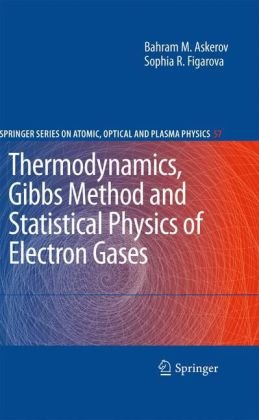 Bahram M. Askerov
Sophia R. Figarova
SPRINGER SERIES ON ATOMIC, OPTICAL AND PLASMA PHYSICS 57
Thermodynamics,
Gibbs Method and
Statistical Physics of
Electron Gases
Springer